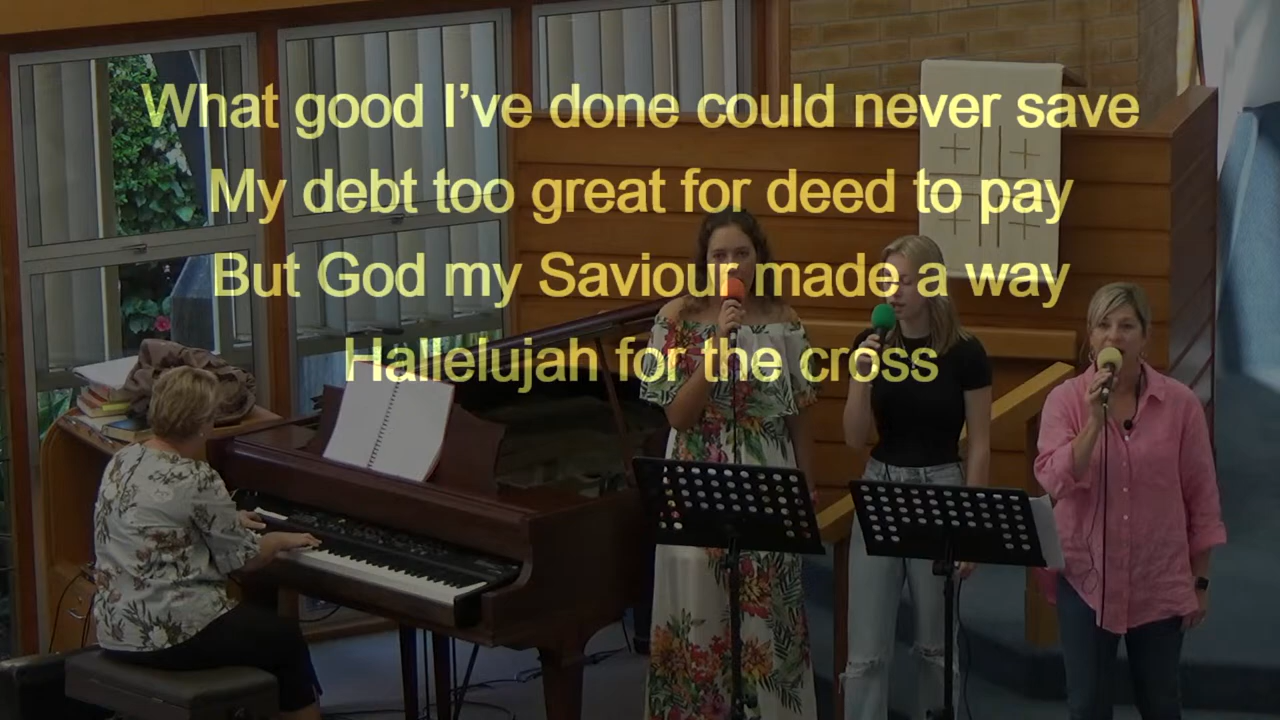 What good I’ve done could never save
My debt too great for deed to pay
But God my Saviour made a way
Hallelujah for the cross